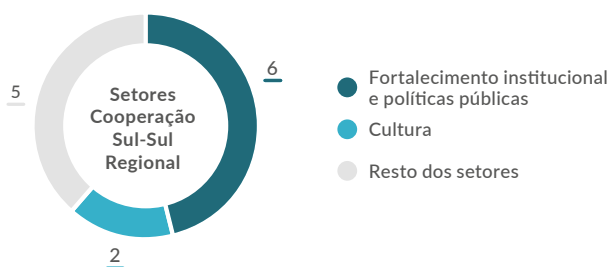 5
6
Setores
Cooperação
Sul-Sul
Regional
2
Fortalecimento institucional
e políticas públicas
Cultura
Resto dos setores